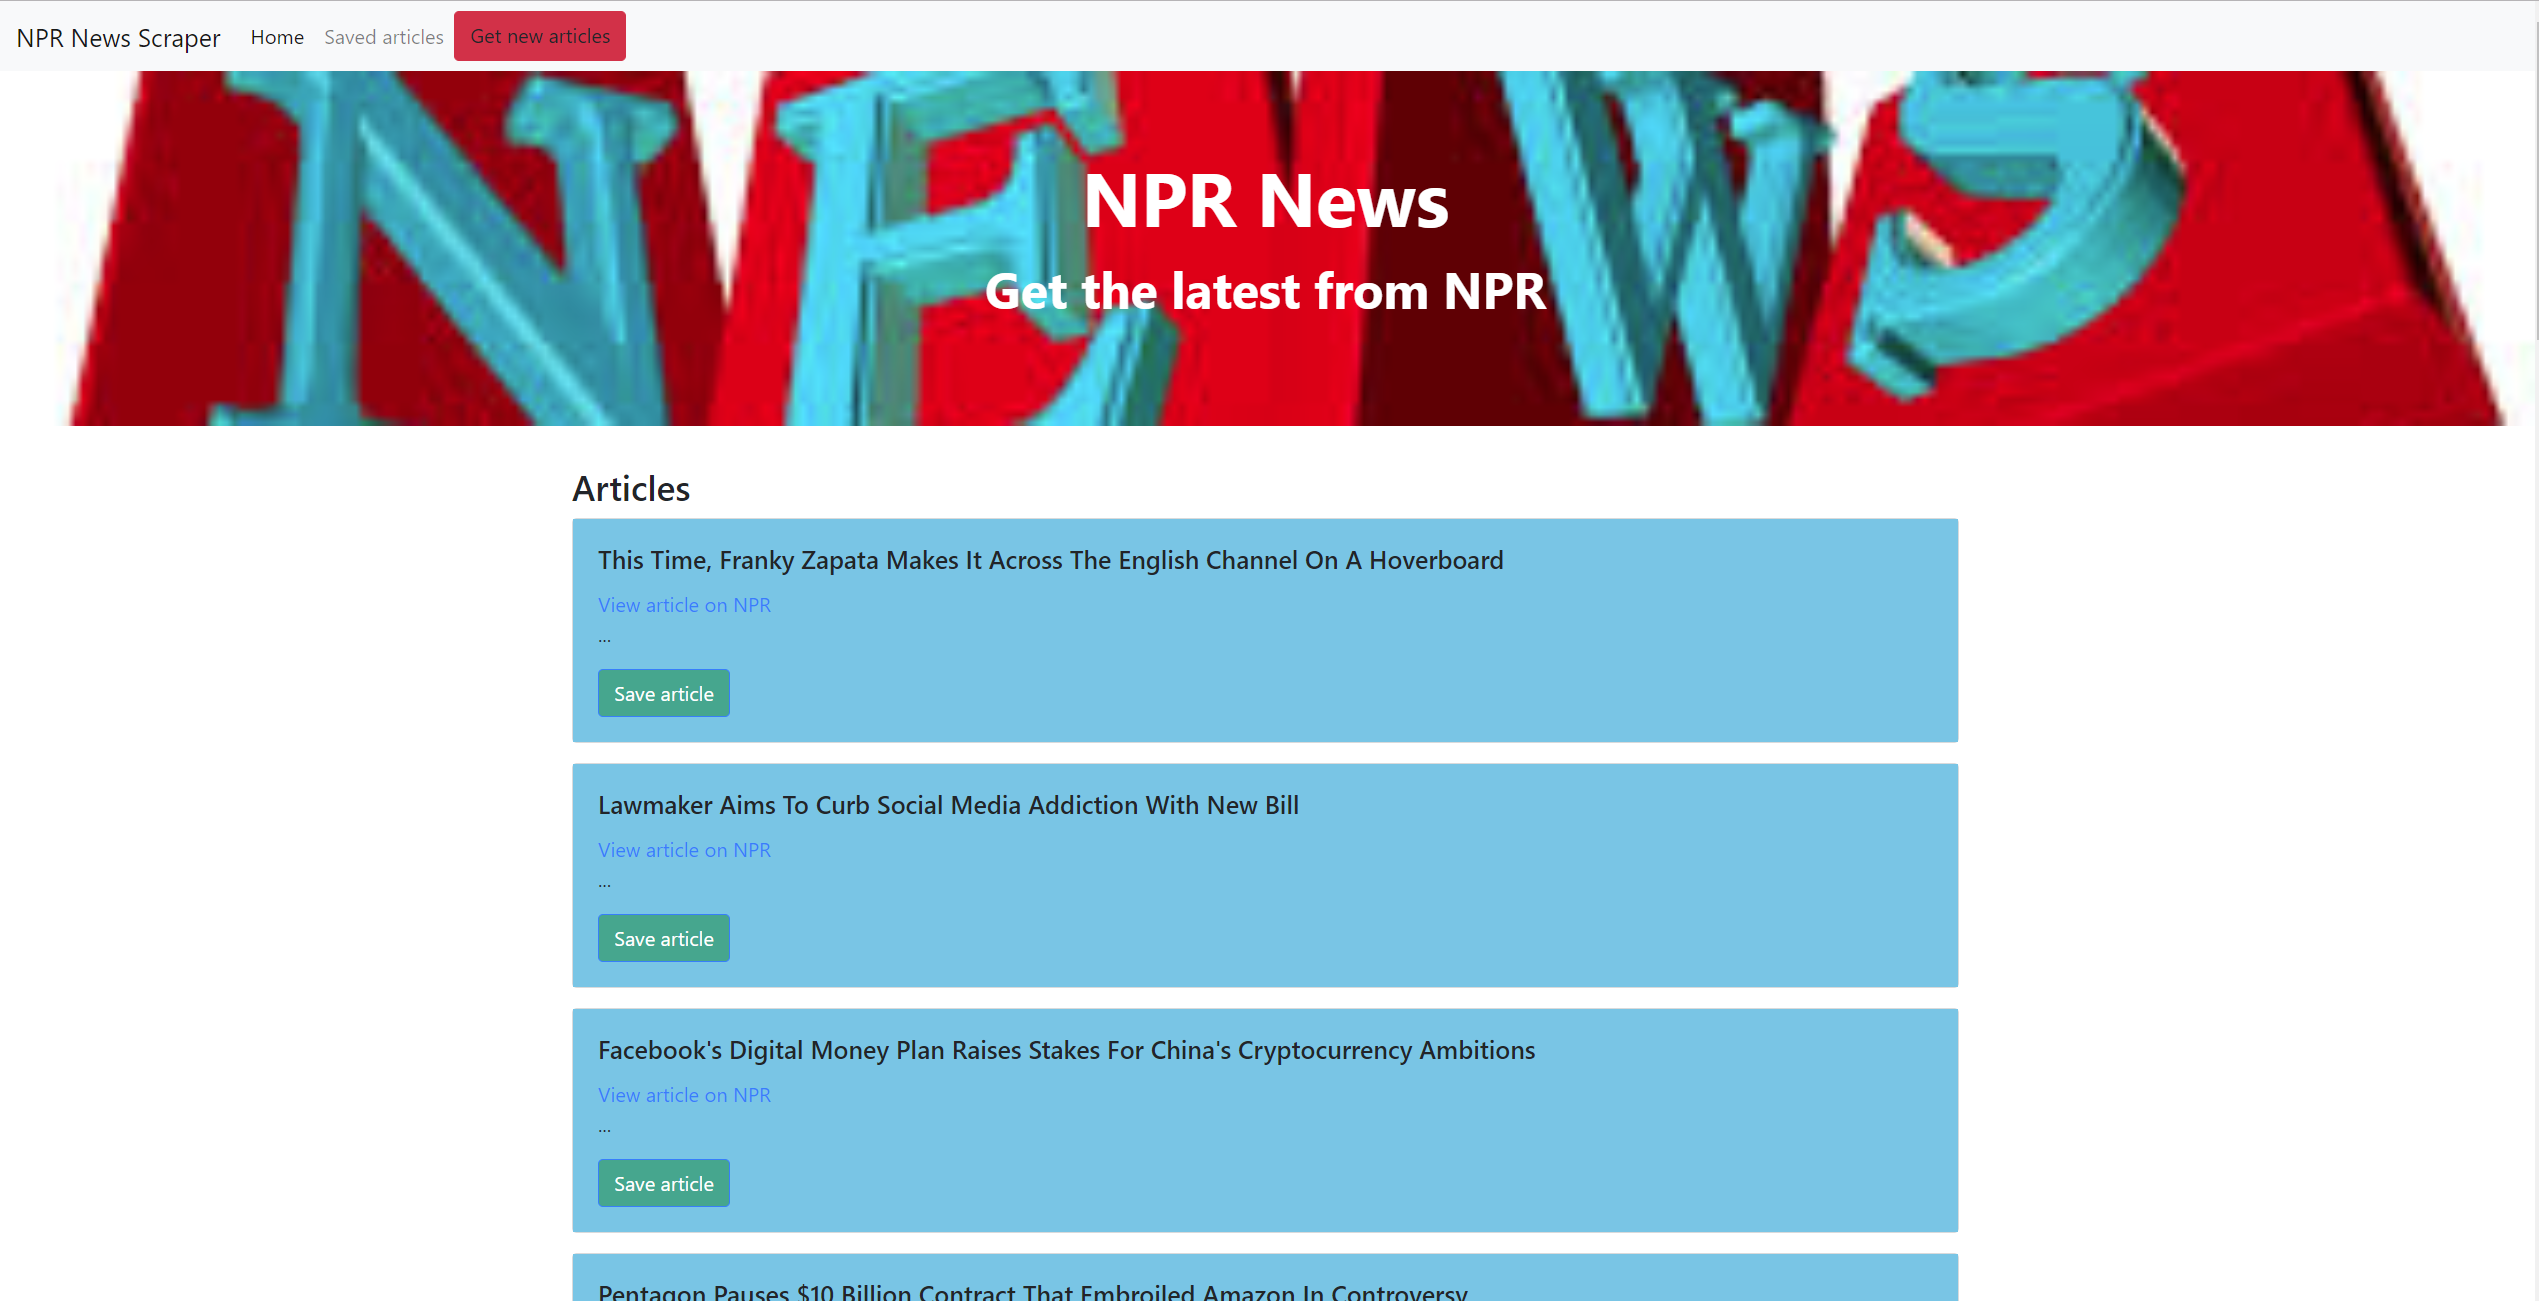 NPR News Scraper Home Saved articles Get new articles
NEWS
NPR News
Get the latest from NPR
Articles
This Time, Franky Zapata Makes It Across The English Channel On A Hoverboard
View article on NPR
...
Save article
Lawmaker Aims To Curb Social Media Addiction With New Bill
View article on NPR
...
Save article
Facebook's Digital Money Plan Raises Stakes For China's Cryptocurrency Ambitions
View article on NPR
...
Save article
Pentagon Pauses $10 Billion Contract That Embroiled Amazon In Controversy